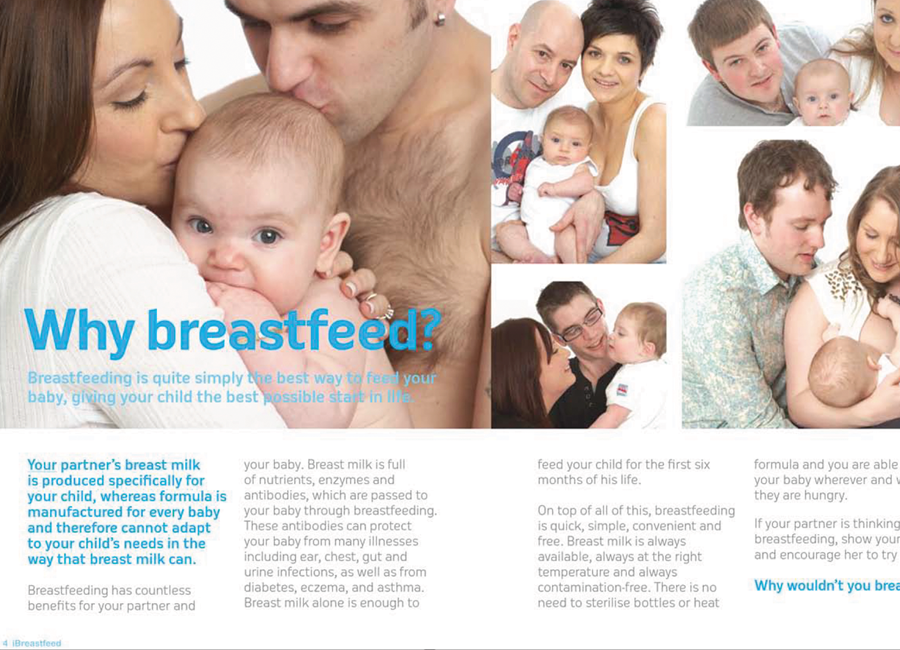 Why breastfeed?
Breastfeeding is quite simply the best way to feed your
baby, giving your child the best possible start in life.
Your partner's breast milk
is produced specifically for
your child, whereas formula is
manufactured for every baby
and therefore cannot adapt
to your child's needs in the
way that breast milk can.
Breastfeeding has countless
benefits for your partner and
your baby. Breast milk is full
of nutrients, enzymes and
antibodies, which are passed to
your baby through breastfeeding.
These antibodies can protect
your baby from many illnesses
including ear, chest, gut and
urine infections, as well as from
diabetes, eczema, and asthma.
Breast milk alone is enough to
feed your child for the first six
months of his life.
On top of all of this, breastfeeding
is quick, simple, convenient and
free. Breast milk is always
available, always at the right
temperature and always
contamination-free. There is no
need to sterilise bottles or heat
formula and you are able
your baby wherever and
they are hungry.
If your partner is thinking
breastfeeding, show your
and encourage her to try
Why wouldn't you
4 iBreastfeed